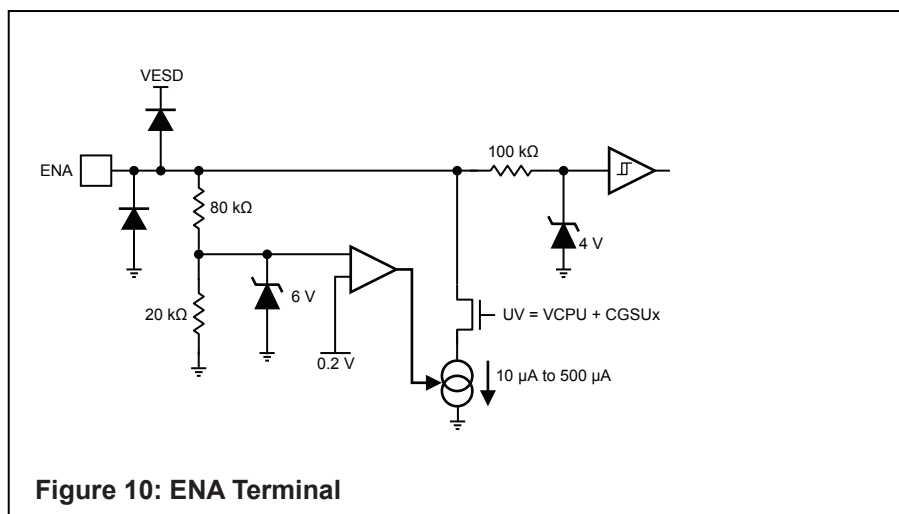 VESD
ENA
100 kΩ
80 kΩ
4 V
6 V
20 kΩ
UV = VCPU + CGSUx
0.2 V
10 µA to 500 µA
Figure 10: ENA Terminal